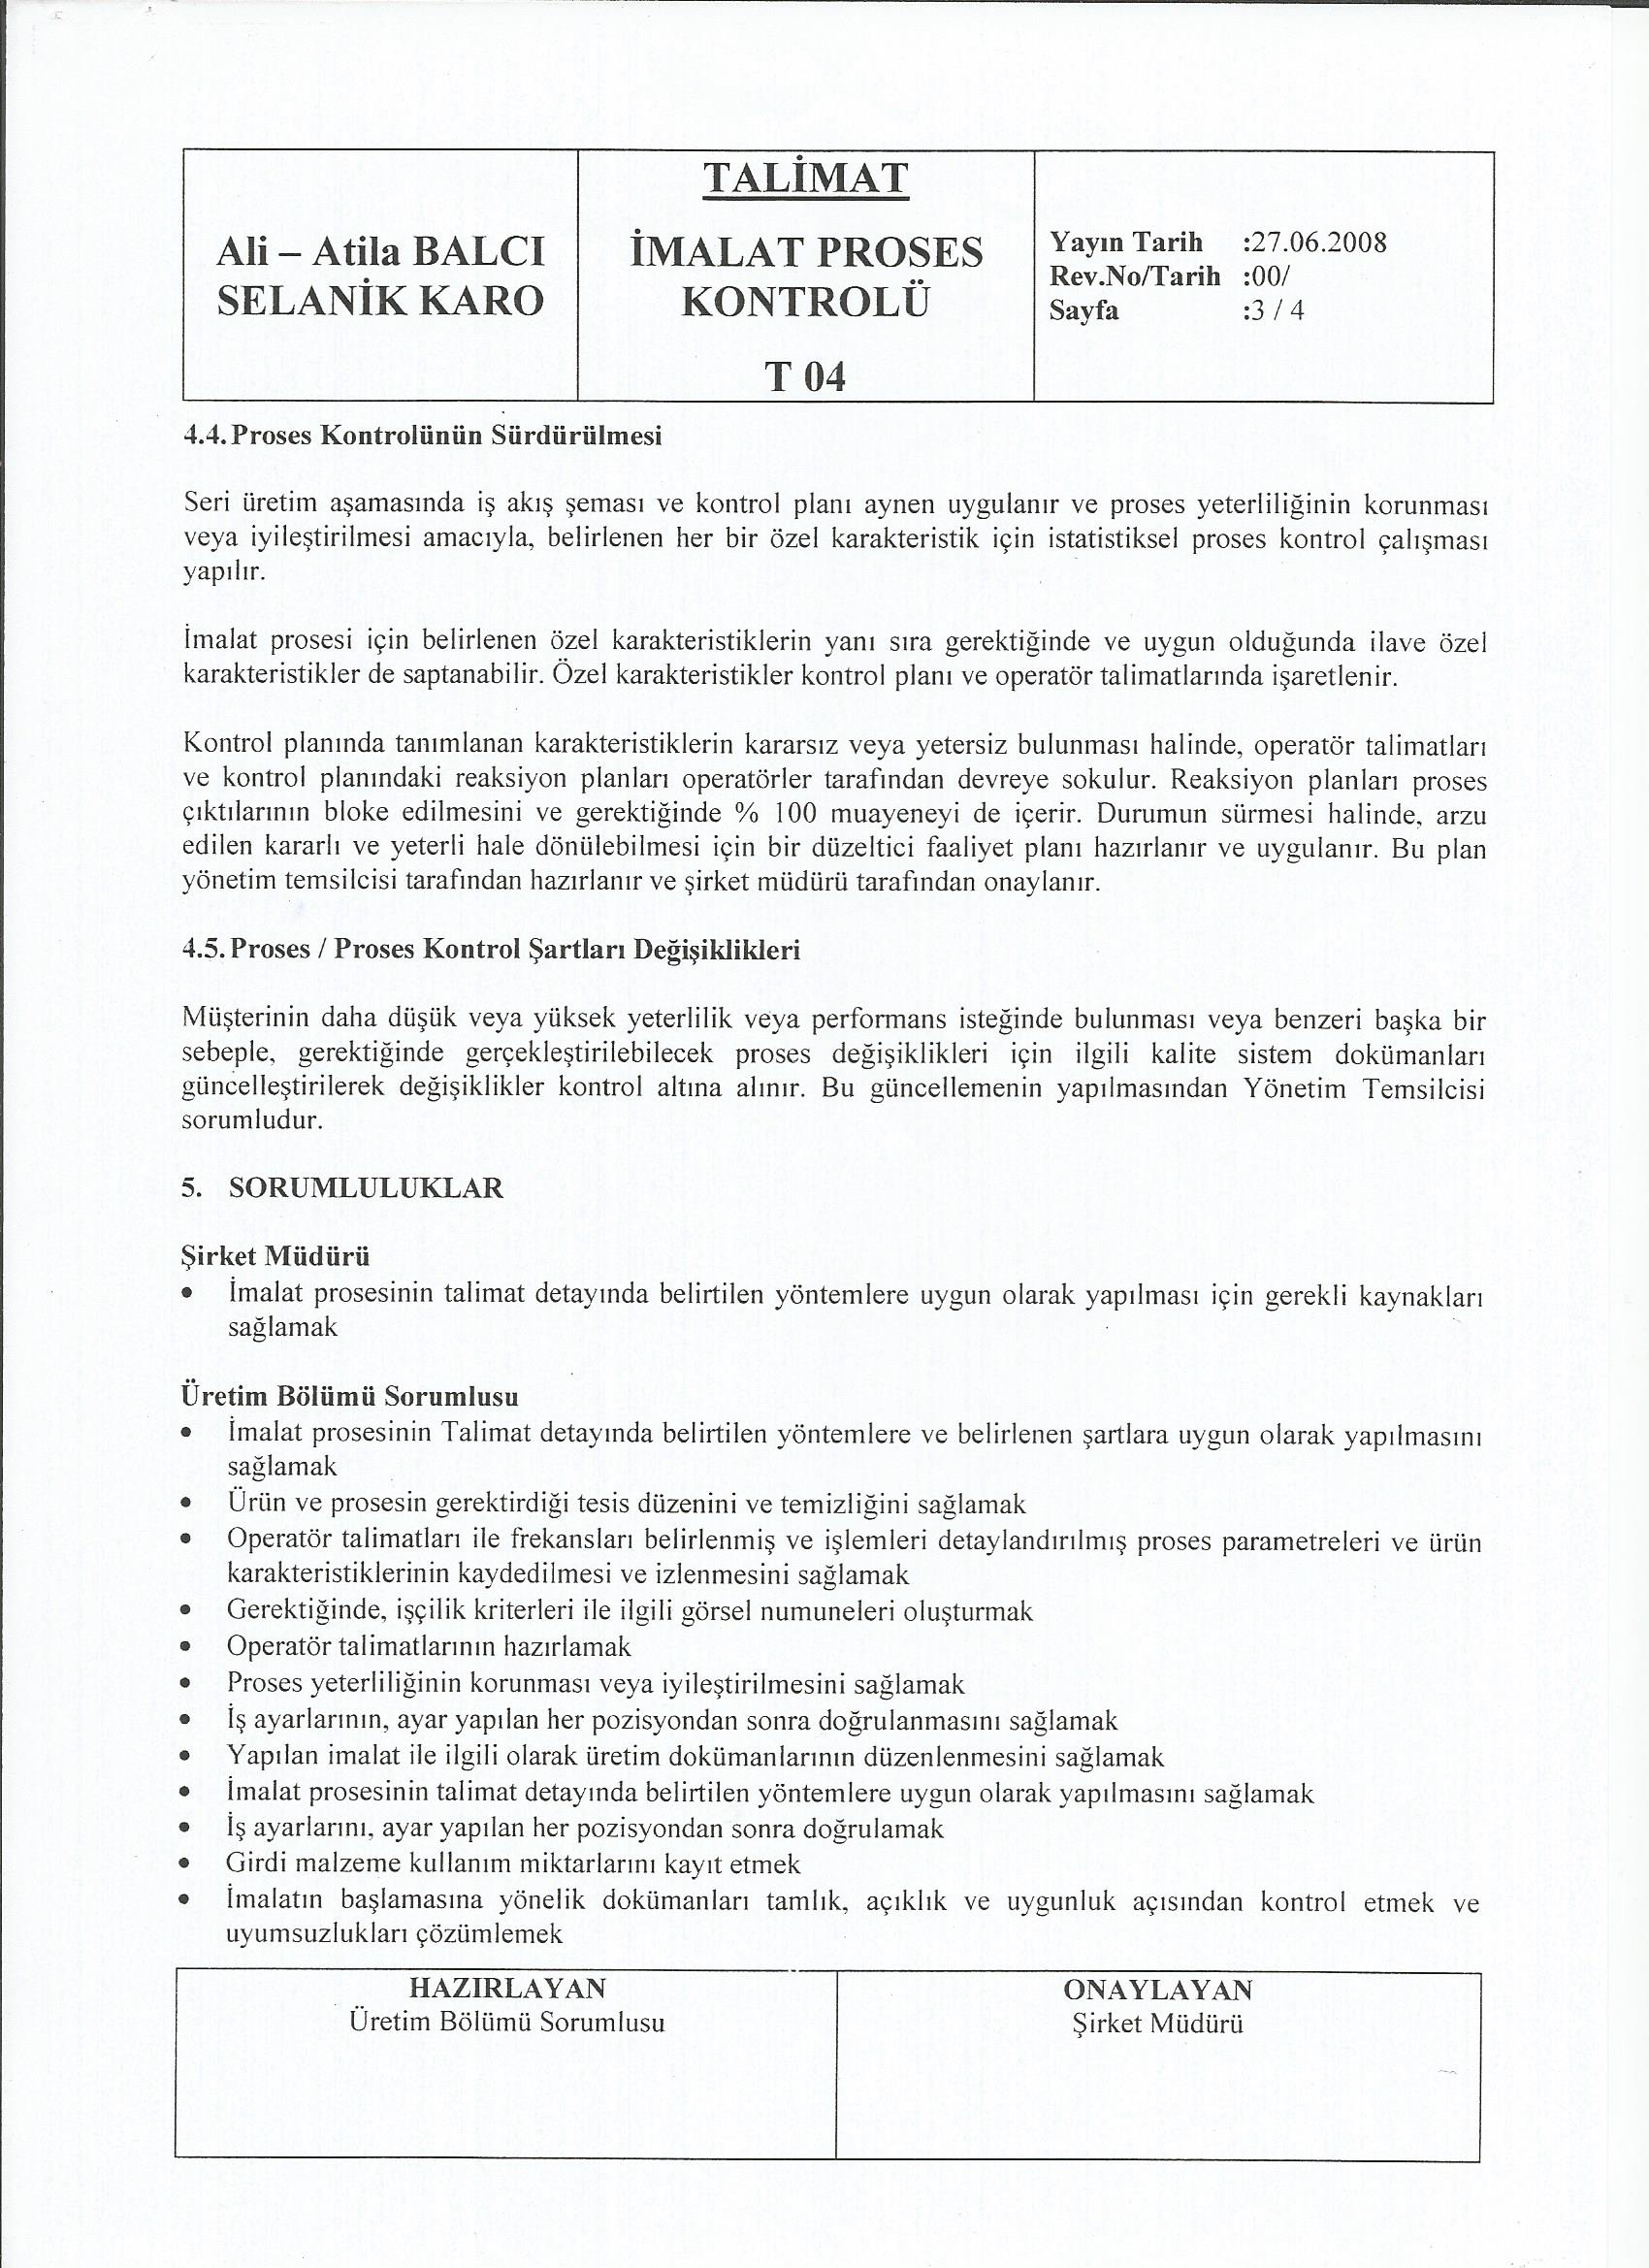 Ali – Atila BALCI
SELANİK KARO
TALİMAT
İMALAT PROSES
KONTROLÜ
T 04
Yayın Tarih :27.06.2008
Rev.No/Tarih :00/
Sayfa :3 / 4
4.4. Proses Kontrolünün Sürdürülmesi
Seri üretim aşamasında iş akış şeması ve kontrol planı aynen uygulanır ve proses yeterliliğinin korunması
veya iyileştirilmesi amacıyla, belirlenen her bir özel karakteristik için istatistiksel proses kontrol çalışması
yapılır.
İmalat prosesi için belirlenen özel karakteristiklerin yanı sıra gerektiğinde ve uygun olduğunda ilave özel
karakteristikler de saptanabilir. Özel karakteristikler kontrol planı ve operatör talimatlarında işaretlenir.
Kontrol planında tanımlanan karakteristiklerin kararsız veya yetersiz bulunması halinde, operatör talimatları
ve kontrol planındaki reaksiyon planları operatörler tarafından devreye sokulur. Reaksiyon planları proses
çıktılarının bloke edilmesini ve gerektiğinde % 100 muayeneyi de içerir. Durumun sürmesi halinde, arzu
edilen kararlı ve yeterli hale dönülebilmesi için bir düzeltici faaliyet planı hazırlanır ve uygulanır. Bu plan
yönetim temsilcisi tarafından hazırlanır ve şirket müdürü tarafından onaylanır.
4.5. Proses / Proses Kontrol Şartları Değişiklikleri
Müşterinin daha düşük veya yüksek yeterlilik veya performans isteğinde bulunması veya benzeri başka bir
sebeple, gerektiğinde gerçekleştirilebilecek proses değişiklikleri için ilgili kalite sistem dokümanları
güncelleştirilerek değişiklikler kontrol altına alınır. Bu güncellemenin yapılmasından Yönetim Temsilcisi
sorumludur.
5. SORUMLULUKLAR
Şirket Müdürü
• İmalat prosesinin talimat detayında belirtilen yöntemlere uygun olarak yapılması için gerekli kaynakları
sağlamak
Üretim Bölümü Sorumlusu
• İmalat prosesinin Talimat detayında belirtilen yöntemlere ve belirlenen şartlara uygun olarak yapılmasını
sağlamak
• Ürün ve prosesin gerektirdiği tesis düzenini ve temizliğini sağlamak
• Operatör talimatları ile frekansları belirlenmiş ve işlemleri detaylandırılmış proses parametreleri ve ürün
karakteristiklerinin kaydedilmesi ve izlenmesini sağlamak
• Gerektiğinde, işçilik kriterleri ile ilgili görsel numuneleri oluşturmak
• Operatör talimatlarının hazırlamak
• Proses yeterliliğinin korunması veya iyileştirilmesini sağlamak
• İş ayarlarının, ayar yapılan her pozisyondan sonra doğrulanmasını sağlamak
• Yapılan imalat ile ilgili olarak üretim dokümanlarının düzenlenmesini sağlamak
• İmalat prosesinin talimat detayında belirtilen yöntemlere uygun olarak yapılmasını sağlamak
• İş ayarlarını, ayar yapılan her pozisyondan sonra doğrulamak
• Girdi malzeme kullanım miktarlarını kayıt etmek
• İmalatın başlamasına yönelik dokümanları tamlık, açıklık ve uygunluk açısından kontrol etmek ve
uyumsuzlukları çözümlemek
HAZIRLAYAN
Üretim Bölümü Sorumlusu
ONAYLAYAN
Şirket Müdürü